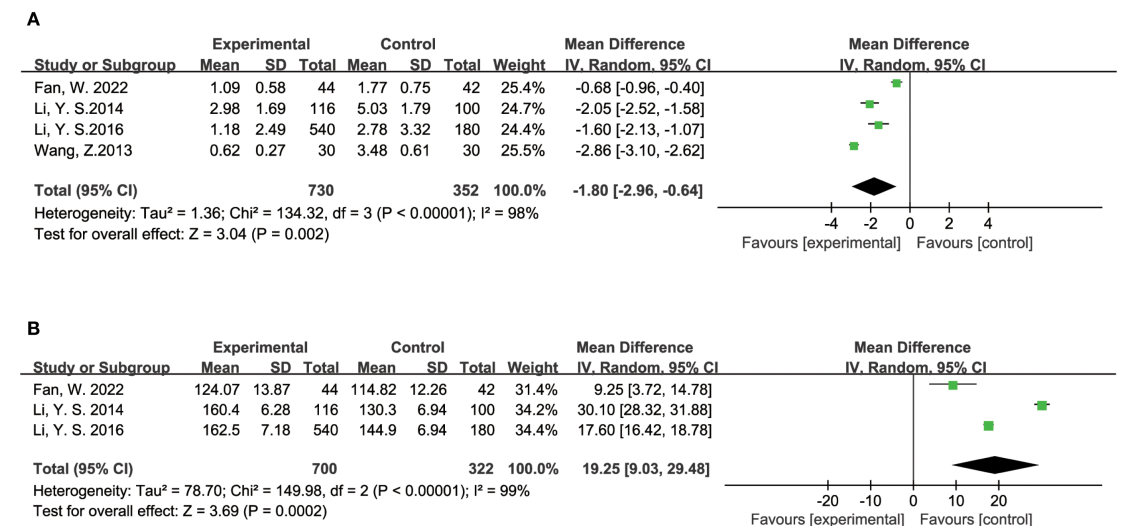 A
Experimental Control Mean Difference Mean Difference
Study or Subgroup Mean SD Total Mean SD Total Weight IV, Random, 95% CI IV, Random, 95% CI
Fan, W. 2022 1.09 0.58 44 1.77 0.75 42 25.4% -0.68 [-0.96, -0.40]
Li, Y. S.2014 2.98 1.69 116 5.03 1.79 100 24.7% -2.05 [-2.52, -1.58]
Li, Y. S.2016 1.18 2.49 540 2.78 3.32 180 24.4% -1.60 [-2.13, -1.07]
Wang, Z.2013 0.62 0.27 30 3.48 0.61 30 25.5% -2.86 [-3.10, -2.62]
Total (95% CI) 730 352 100.0% -1.80 [-2.96, -0.64]
Heterogeneity: Tau² = 1.36; Chi² = 134.32, df = 3 (P < 0.00001); I² = 98%
Test for overall effect: Z = 3.04 (P = 0.002)
-4 -2 0 2 4
Favours [experimental] Favours [control]
B
Experimental Control Mean Difference Mean Difference
Study or Subgroup Mean SD Total Mean SD Total Weight IV, Random, 95% CI IV, Random, 95% CI
Fan, W. 2022 124.07 13.87 44 114.82 12.26 42 31.4% 9.25 [3.72, 14.78]
Li, Y. S. 2014 160.4 6.28 116 130.3 6.94 100 34.2% 30.10 [28.32, 31.88]
Li, Y. S. 2016 162.5 7.18 540 144.9 6.94 180 34.4% 17.60 [16.42, 18.78]
Total (95% CI) 700 322 100.0% 19.25 [9.03, 29.48]
Heterogeneity: Tau² = 78.70; Chi² = 149.98, df = 2 (P < 0.00001); I² = 99%
Test for overall effect: Z = 3.69 (P = 0.0002)
-20 -10 0 10 20
Favours [experimental] Favours [control]